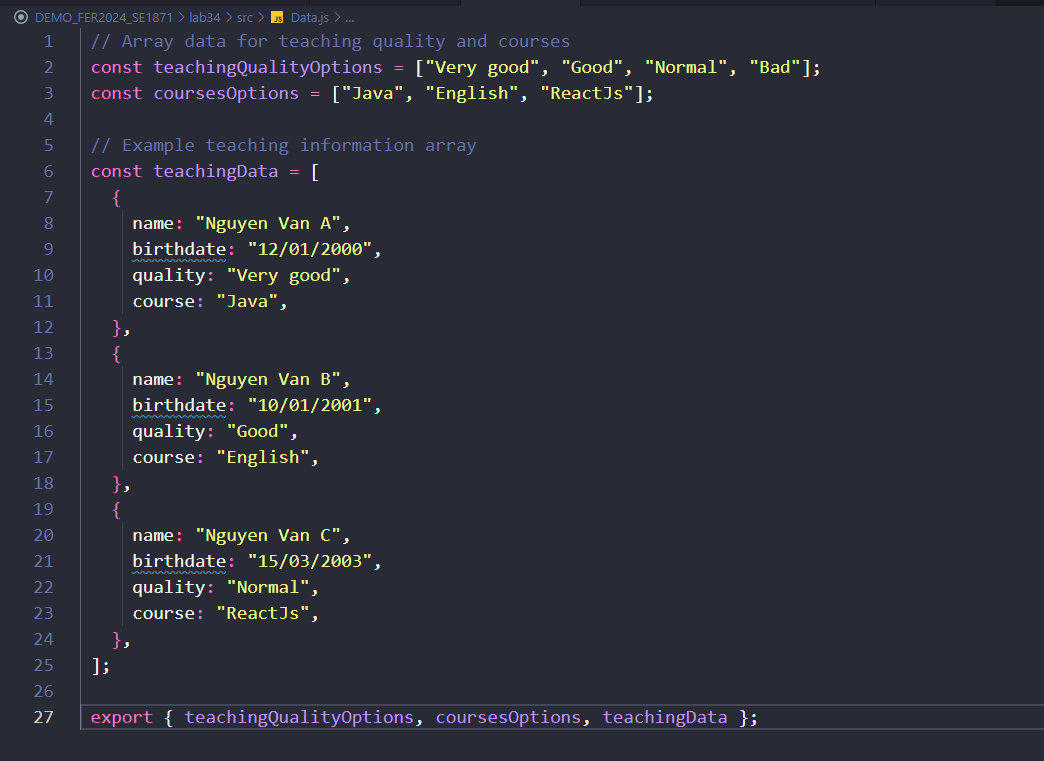 DEMO_FER2024_SE1871 > lab34 > src > JS Data.js > ...
1 // Array data for teaching quality and courses
2 const teachingQualityOptions = ["Very good", "Good", "Normal", "Bad"];
3 const coursesOptions = ["Java", "English", "ReactJs"];
4
5 // Example teaching information array
6 const teachingData = [
7 {
8 name: "Nguyen Van A",
9 birthdate: "12/01/2000",
10 quality: "Very good",
11 course: "Java",
12 },
13 {
14 name: "Nguyen Van B",
15 birthdate: "10/01/2001",
16 quality: "Good",
17 course: "English",
18 },
19 {
20 name: "Nguyen Van C",
21 birthdate: "15/03/2003",
22 quality: "Normal",
23 course: "ReactJs",
24 },
25 ];
26
27 export { teachingQualityOptions, coursesOptions, teachingData };